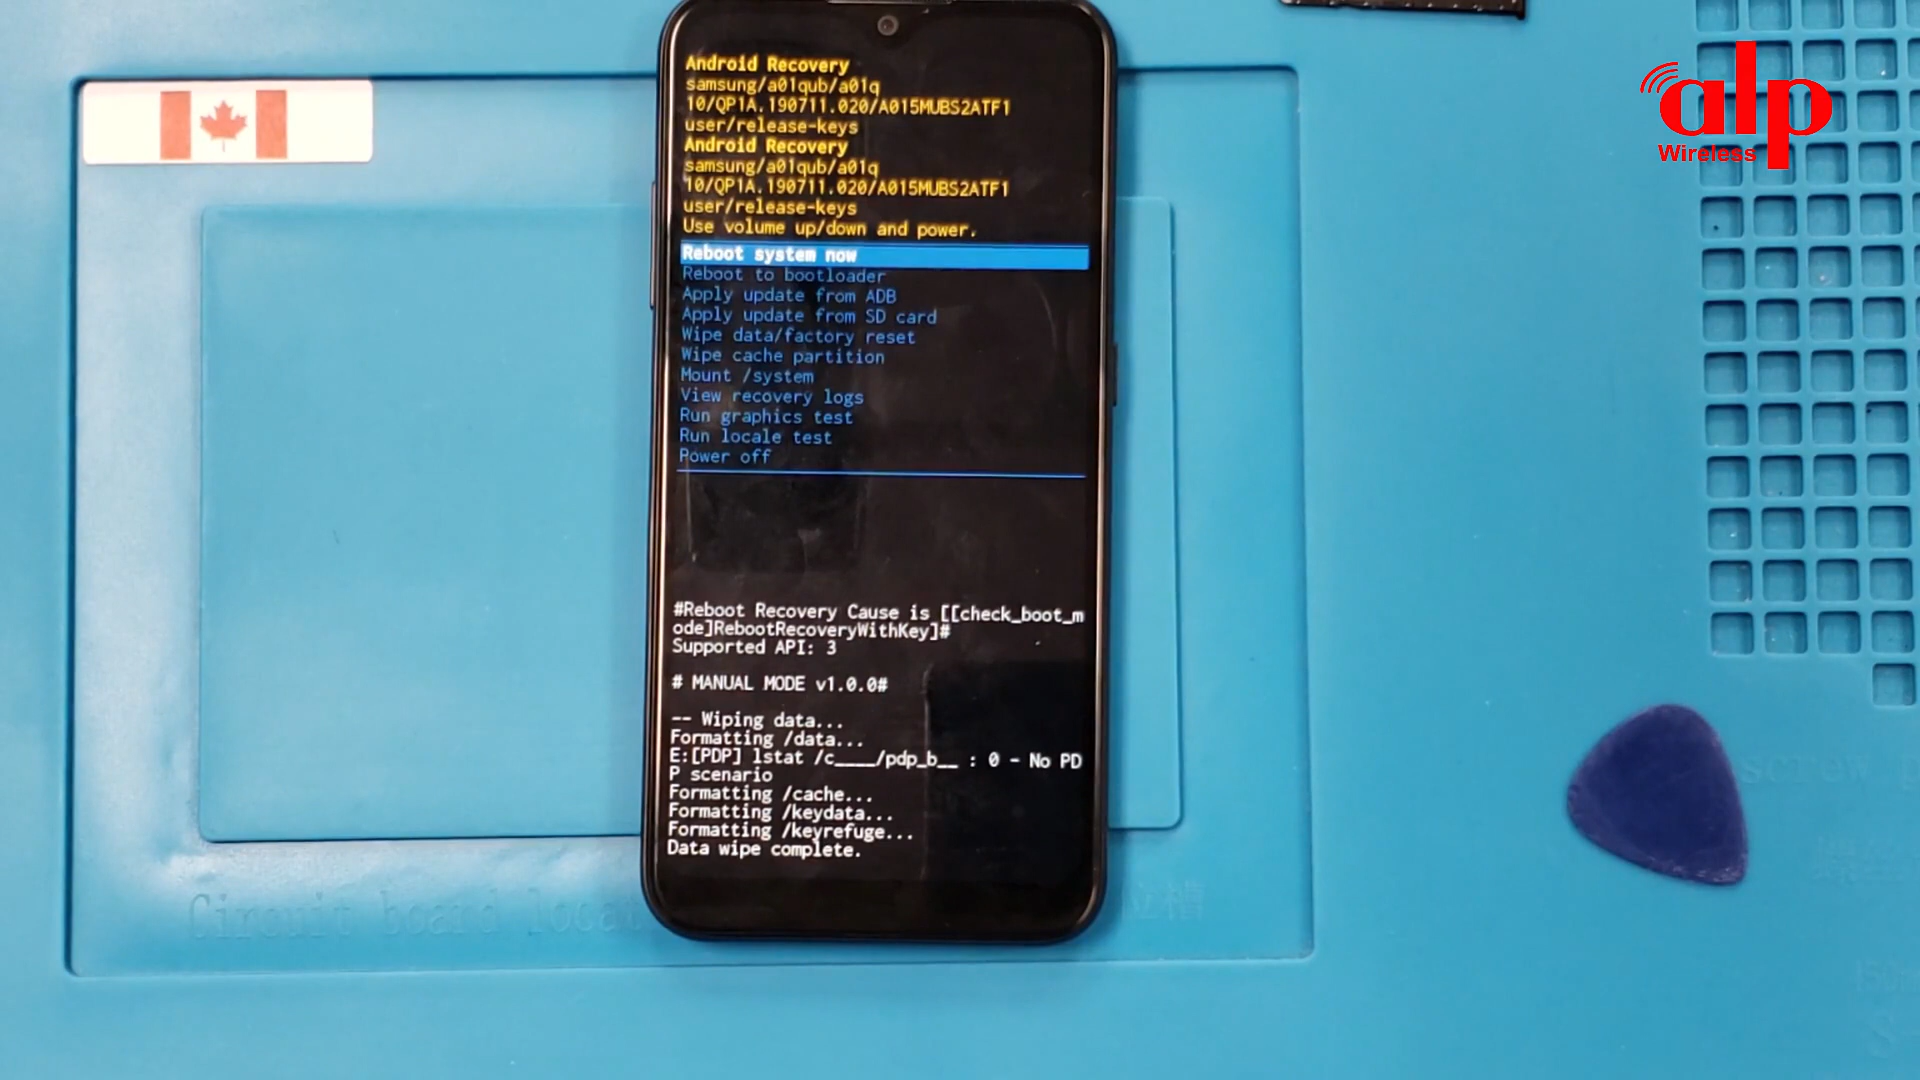 Android Recovery
samsung/a01qub/a01q
10/QP1A.190711.020/A015MUBS2ATF1
user/release-keys
Android Recovery
samsung/a01qub/a01q
10/QP1A.190711.020/A015MUBS2ATF1
user/release-keys
Use volume up/down and power.
Reboot system now
Reboot to bootloader
Apply update from ADB
Apply update from SD card
Wipe data/factory reset
Wipe cache partition
Mount /system
View recovery logs
Run graphics test
Run locale test
Power off
#Reboot Recovery Cause is [[check_boot_m
ode]RebootRecoveryWithKey]#
Supported API: 3
# MANUAL MODE v1.0.0#
-- Wiping data...
Formatting /data...
E:[PDP] lstat /c____/pdp_b__ : 0 - No PD
P scenario
Formatting /cache...
Formatting /keydata...
Formatting /keyrefuge...
Data wipe complete.
alp
Wireless
Circuit board
screw